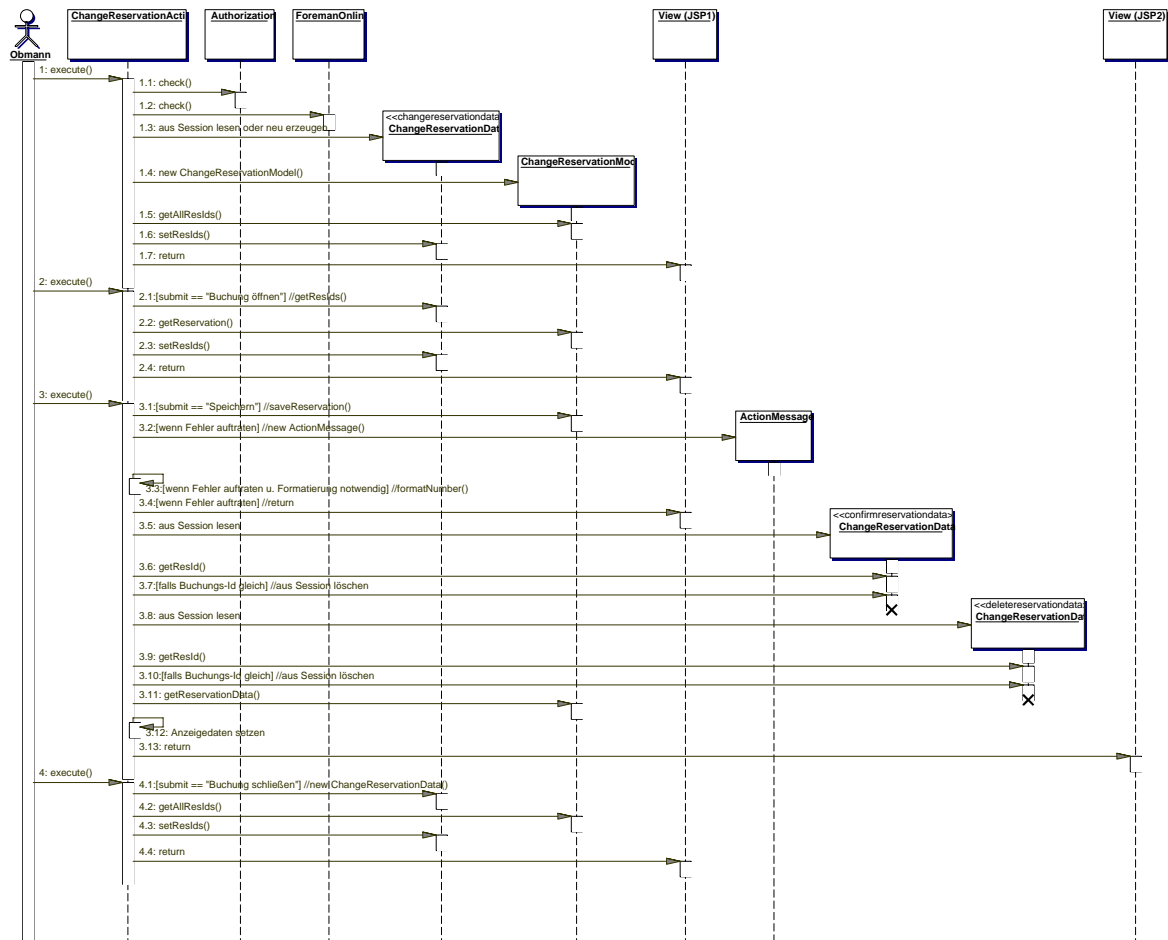 ChangeReservationActi
Authorization
ForemanOnlin
View (JSP1)
View (JSP2)
Obmann
1: execute()
1.1: check()
1.2: check()
<<changereservationdata
ChangeReservationDat
1.3: aus Session lesen oder neu erzeugen
ChangeReservationMod
1.4: new ChangeReservationModel()
1.5: getAllResIds()
1.6: setResIds()
1.7: return
2: execute()
2.1:[submit == "Buchung öffnen"] //getResIds()
2.2: getReservation()
2.3: setResIds()
2.4: return
3: execute()
3.1:[submit == "Speichern"] //saveReservation()
ActionMessage
3.2:[wenn Fehler auftraten] //new ActionMessage()
3.3:[wenn Fehler auftraten u. Formatierung notwendig] //formatNumber()
3.4:[wenn Fehler auftraten] //return
<<confirmreservationdata>
ChangeReservationData
3.5: aus Session lesen
3.6: getResId()
3.7:[falls Buchungs-Id gleich] //aus Session löschen
<<deletereservationdata>
ChangeReservationDat
3.8: aus Session lesen
3.9: getResId()
3.10:[falls Buchungs-Id gleich] //aus Session löschen
3.11: getReservationData()
3.12: Anzeigedaten setzen
3.13: return
4: execute()
4.1:[submit == "Buchung schließen"] //new ChangeReservationData()
4.2: getAllResIds()
4.3: setResIds()
4.4: return